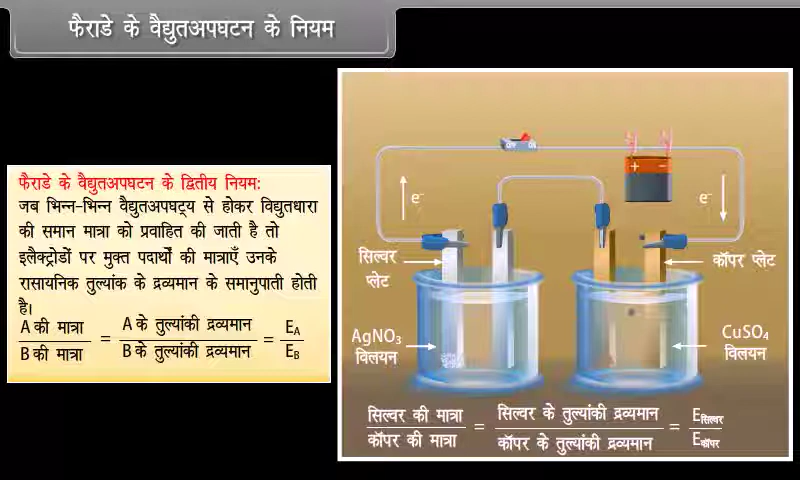 फैराडे के वैद्युतअपघटन के नियम
फैराडे के वैद्युतअपघटन के द्वितीय नियम:
जब भिन्न-भिन्न वैद्युतअपघट्य से होकर विद्युतधारा
की समान मात्रा को प्रवाहित की जाती है तो
इलैक्ट्रोडों पर मुक्त पदार्थों की मात्राएँ उनके
रासायनिक तुल्यांक के द्रव्यमान के समानुपाती होती
है।
A की मात्रा / B की मात्रा = A के तुल्यांकी द्रव्यमान / B के तुल्यांकी द्रव्यमान = E_A / E_B
OFF ON
+ -
e⁻
e⁻
सिल्वर
प्लेट
कॉपर प्लेट
AgNO₃
विलयन
CuSO₄
विलयन
सिल्वर की मात्रा / कॉपर की मात्रा = सिल्वर के तुल्यांकी द्रव्यमान / कॉपर के तुल्यांकी द्रव्यमान = E_सिल्वर / E_कॉपर